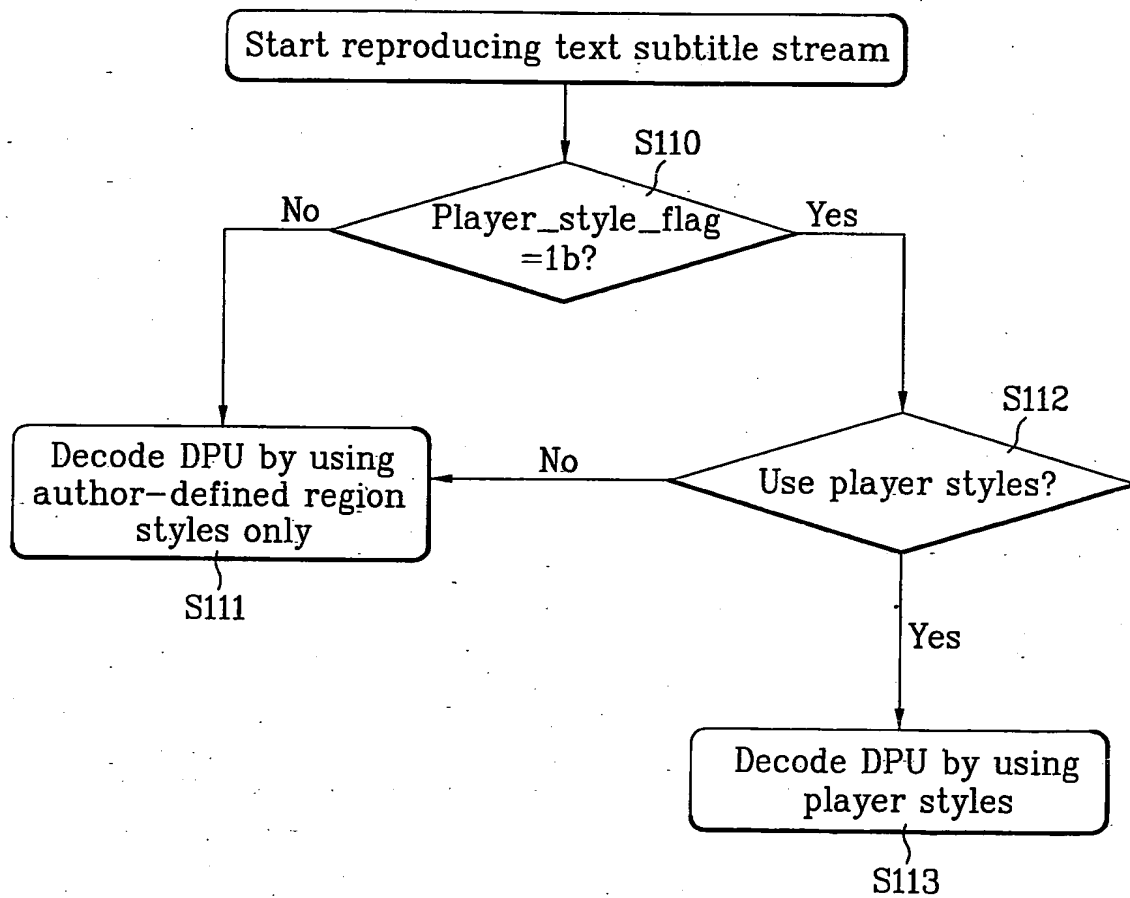 Start reproducing text subtitle stream
S110
No
Player_style_flag
=1b?
Yes
S112
Decode DPU by using
author-defined region
styles only
No
Use player styles?
S111
Yes
Decode DPU by using
player styles
S113